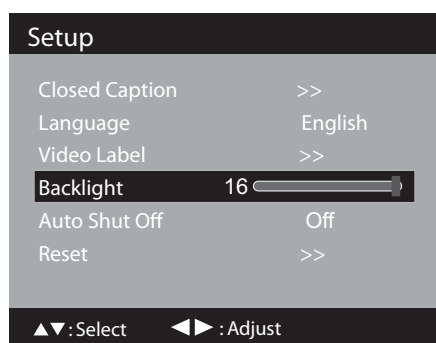 Setup
Closed Caption >>
Language English
Video Label >>
Backlight 16
Auto Shut Off Off
Reset >>
▲▼: Select ◀▶ : Adjust